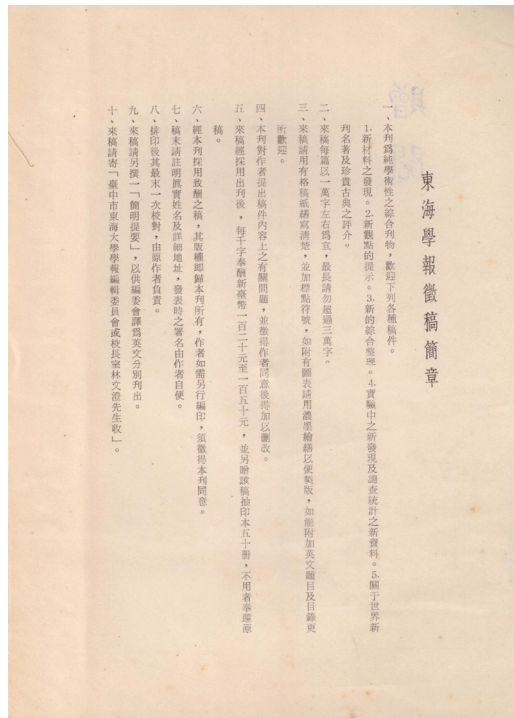 東海學報徵稿簡章
一、本刊爲純學術性之綜合刊物,歡迎下列各種稿件。
1.新材料之發現。2.新觀點的提示。3.新的綜合整理。4.實驗中之新發現及調查統計之新資料。5.關于世界新
刋名著及珍貴古典之評介。
二、來稿每篇以一萬字左右爲宜,最長請勿超過三萬字。
三、來稿請用有格稿紙繕寫清楚,並加標點符號,如附有圖表請用濃墨繪繕以便製版,如能附加英文題目及目錄更
所歡迎。
四、本刊對作者提出稿件內容上之有關問題,並徵得作者同意後得加以刪改。
五、來稿經採用出刋後,每千字奉酬新臺幣一百二十元至一百五十元,並另贈該稿抽印本五十冊,不用者奉還原
稿。
六、經本刊採用致酬之稿,其版權即歸本刊所有,作者如需另行編印,須徵得本刊同意。
七、稿末請註明眞實姓名及詳細地址,發表時之署名由作者自便。
八、排印後其最末一次校對,由原作者負責。
九、來稿請另撰一「簡明提要」,以供編委會譯爲英文分別刊出。
十、來稿請寄「臺中市東海大學學報編輯委員會或校長室林文澄先生收」。